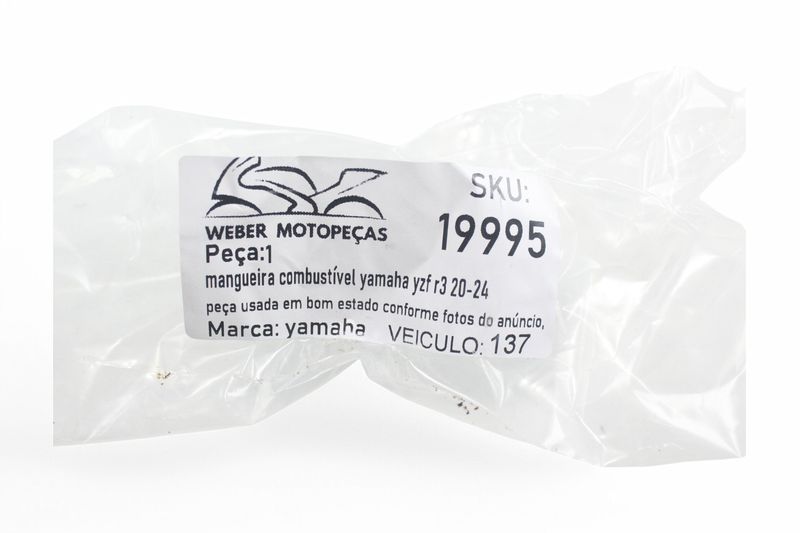 WEBER MOTOPEÇAS
SKU:
19995
Peça:1
mangueira combustível yamaha yzf r3 20-24
peça usada em bom estado conforme fotos do anúncio,
Marca: yamaha VEICULO: 137